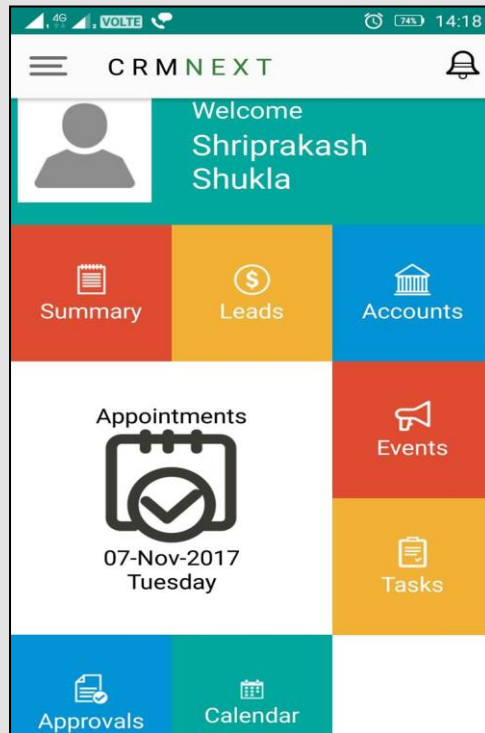 4G VOLTE 74% 14:18
CRMNEXT
Welcome
Shriprakash
Shukla
Summary Leads Accounts
Appointments
07-Nov-2017
Tuesday
Events
Tasks
Approvals Calendar